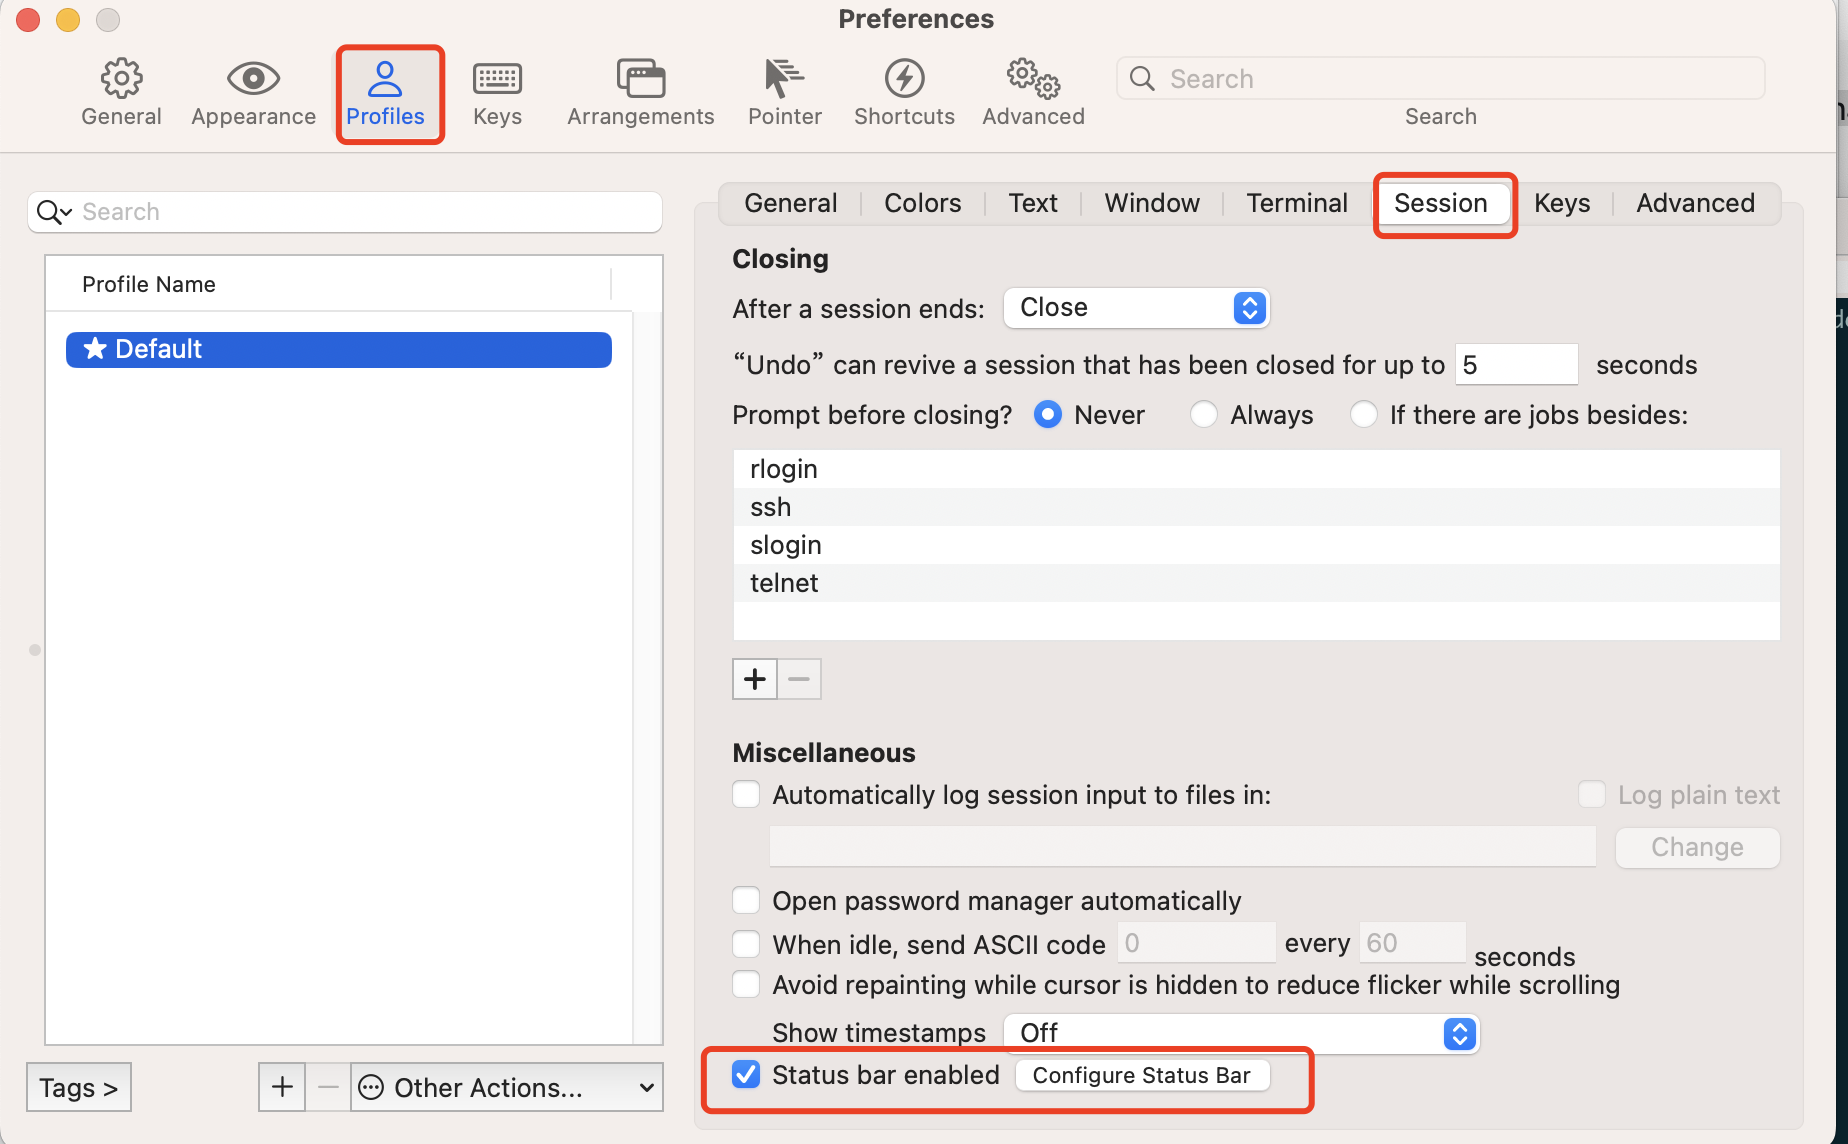 Preferences
General
Appearance
Profiles
Keys
Arrangements
Pointer
Shortcuts
Advanced
Search
Search
Search
Profile Name
Default
Tags >
Other Actions...
General Colors Text Window Terminal Session Keys Advanced
Closing
After a session ends: Close
“Undo” can revive a session that has been closed for up to 5 seconds
Prompt before closing? Never Always If there are jobs besides:
rlogin
ssh
slogin
telnet
Miscellaneous
Automatically log session input to files in: Log plain text
Change
Open password manager automatically
When idle, send ASCII code 0 every 60 seconds
Avoid repainting while cursor is hidden to reduce flicker while scrolling
Show timestamps Off
Status bar enabled Configure Status Bar